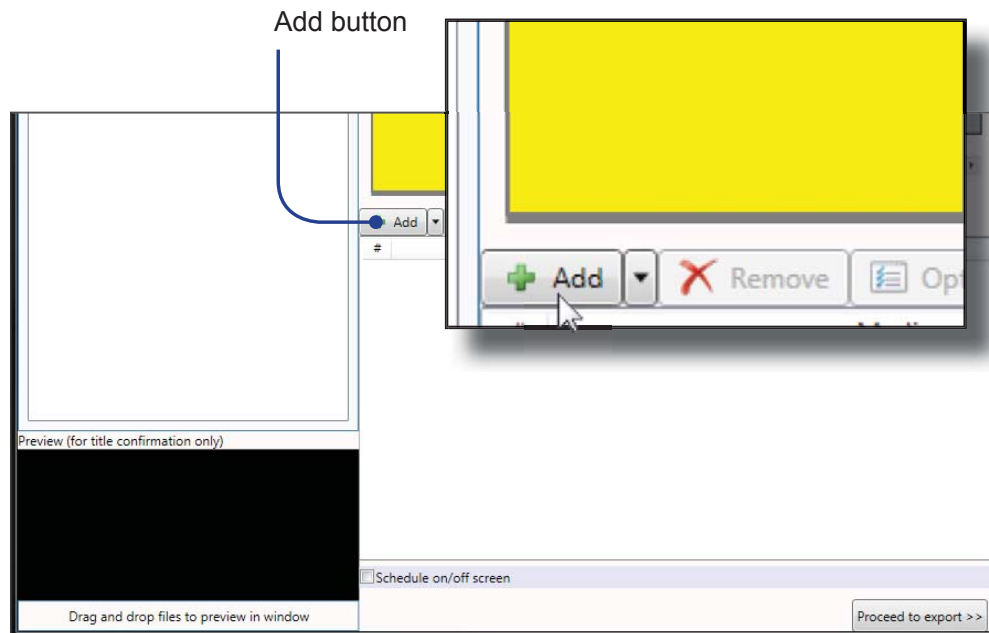 Add button
Add
#
Add Remove
Preview (for title confirmation only)
Schedule on/off screen
Drag and drop files to preview in window
Proceed to export >>